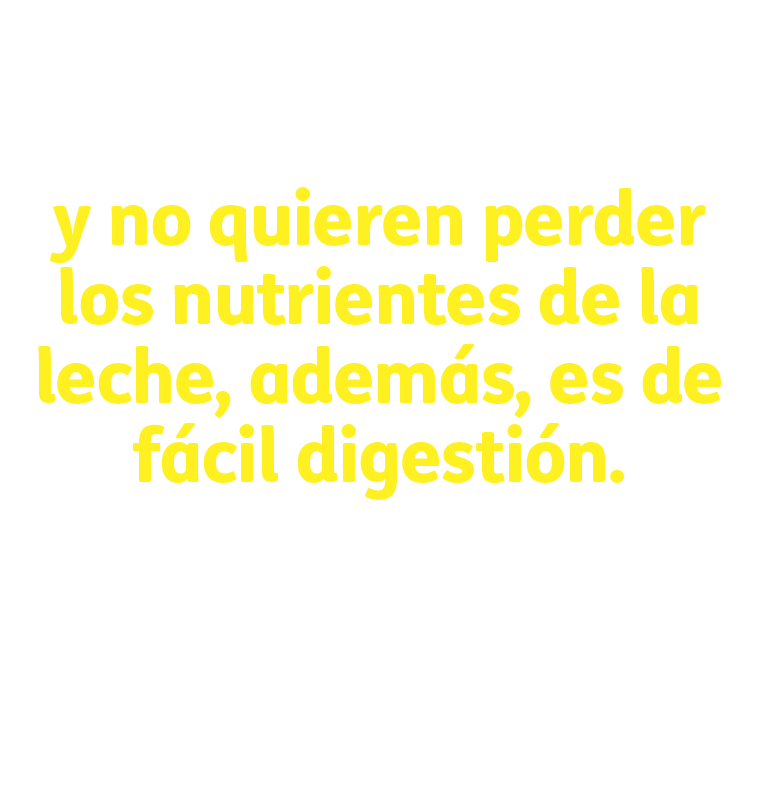 y no quieren perder
los nutrientes de la
leche, además, es de
fácil digestión.